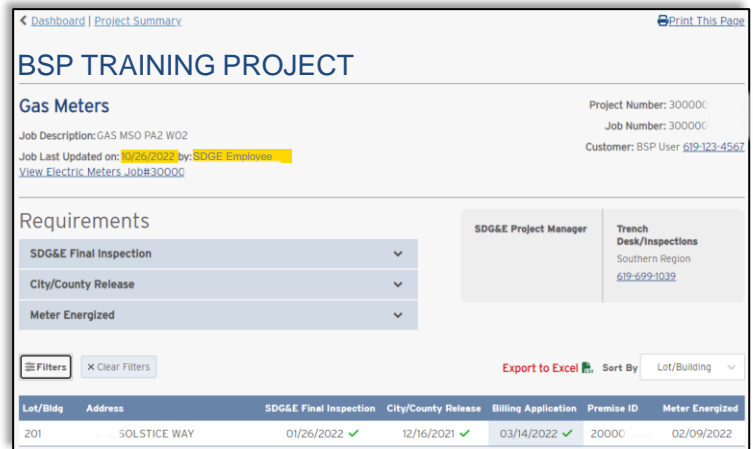 Dashboard | Project Summary Print This Page
BSP TRAINING PROJECT
Gas Meters
Project Number: 300000
Job Number: 300000
Job Description: GAS MSO PA2 WO2
Job Last Updated on: 10/26/2022 by: SDGE Employee
Customer: BSP User 619-123-4567
View Electric Meters Job#30000
Requirements
SDG&E Final Inspection
City/County Release
Meter Energized
SDG&E Project Manager
Trench
Desk/Inspections
Southern Region
619-699-1039
Filters X Clear Filters Export to Excel Sort By Lot/Building
Lot/Bldg Address SDG&E Final Inspection City/County Release Billing Application Premise ID Meter Energized
201 SOLSTICE WAY 01/26/2022 ✓ 12/16/2021 ✓ 03/14/2022 ✓ 20000 02/09/2022